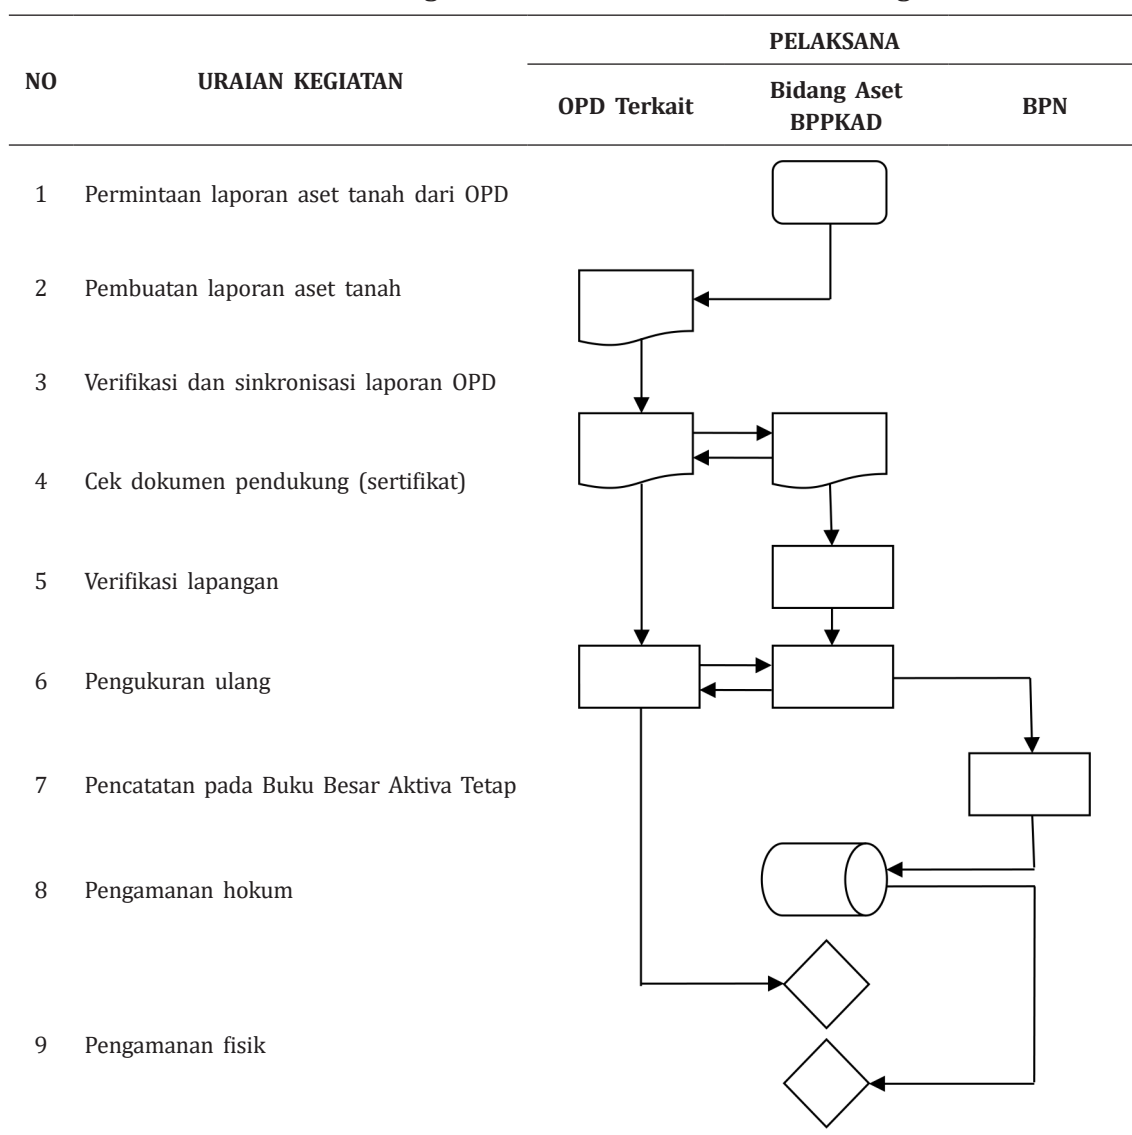 PELAKSANA
NO URAIAN KEGIATAN
OPD Terkait Bidang Aset BPPKAD BPN
1 Permintaan laporan aset tanah dari OPD
2 Pembuatan laporan aset tanah
3 Verifikasi dan sinkronisasi laporan OPD
4 Cek dokumen pendukung (sertifikat)
5 Verifikasi lapangan
6 Pengukuran ulang
7 Pencatatan pada Buku Besar Aktiva Tetap
8 Pengamanan hokum
9 Pengamanan fisik